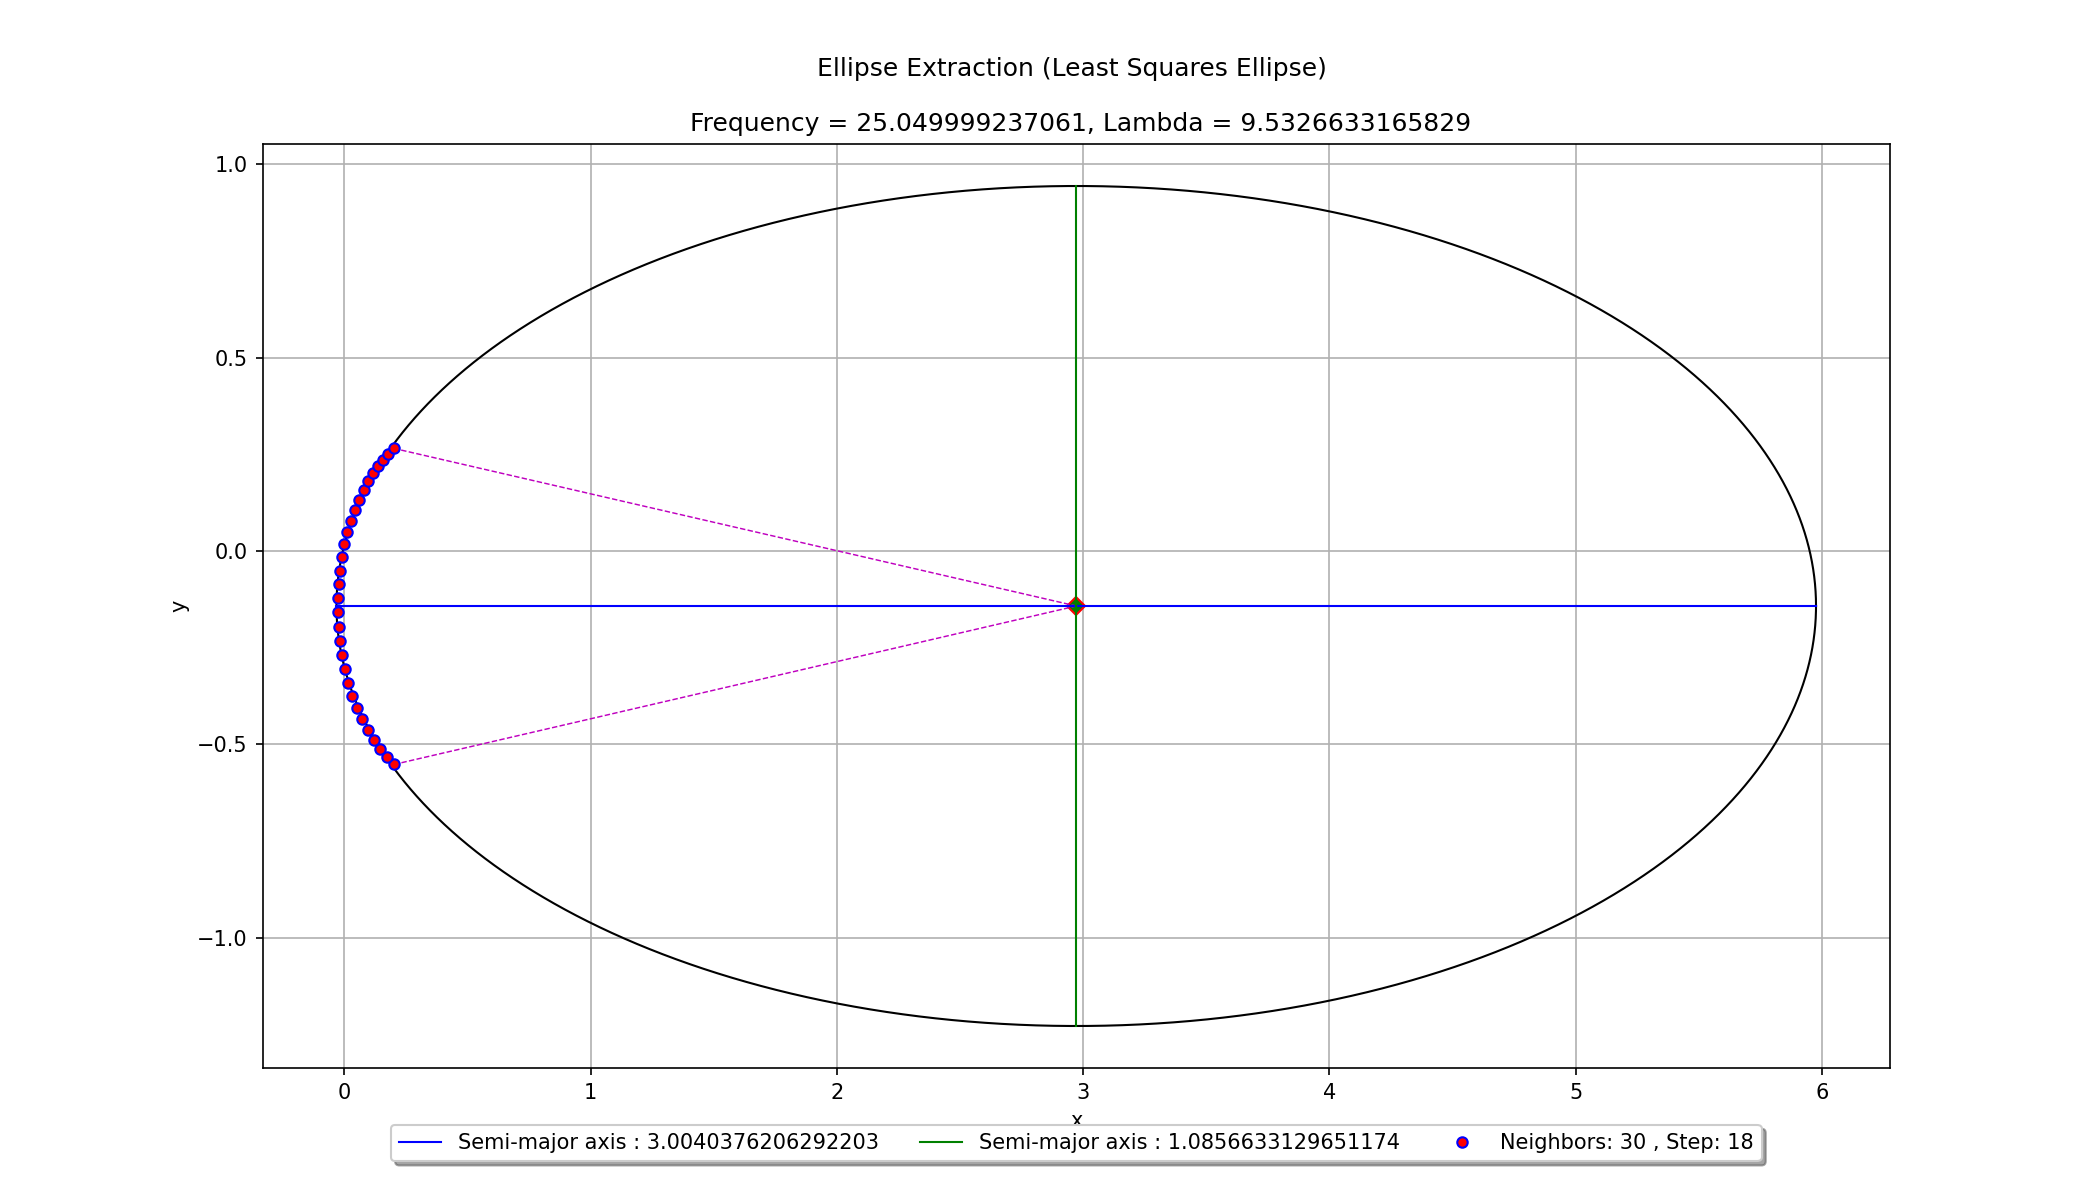 Ellipse Extraction (Least Squares Ellipse)
Frequency = 25.049999237061, Lambda = 9.5326633165829
1.0
0.5
0.0
−0.5
−1.0
y
0 1 2 3 4 5 6
x
Semi-major axis : 3.0040376206292203 Semi-major axis : 1.0856633129651174 Neighbors: 30 , Step: 18